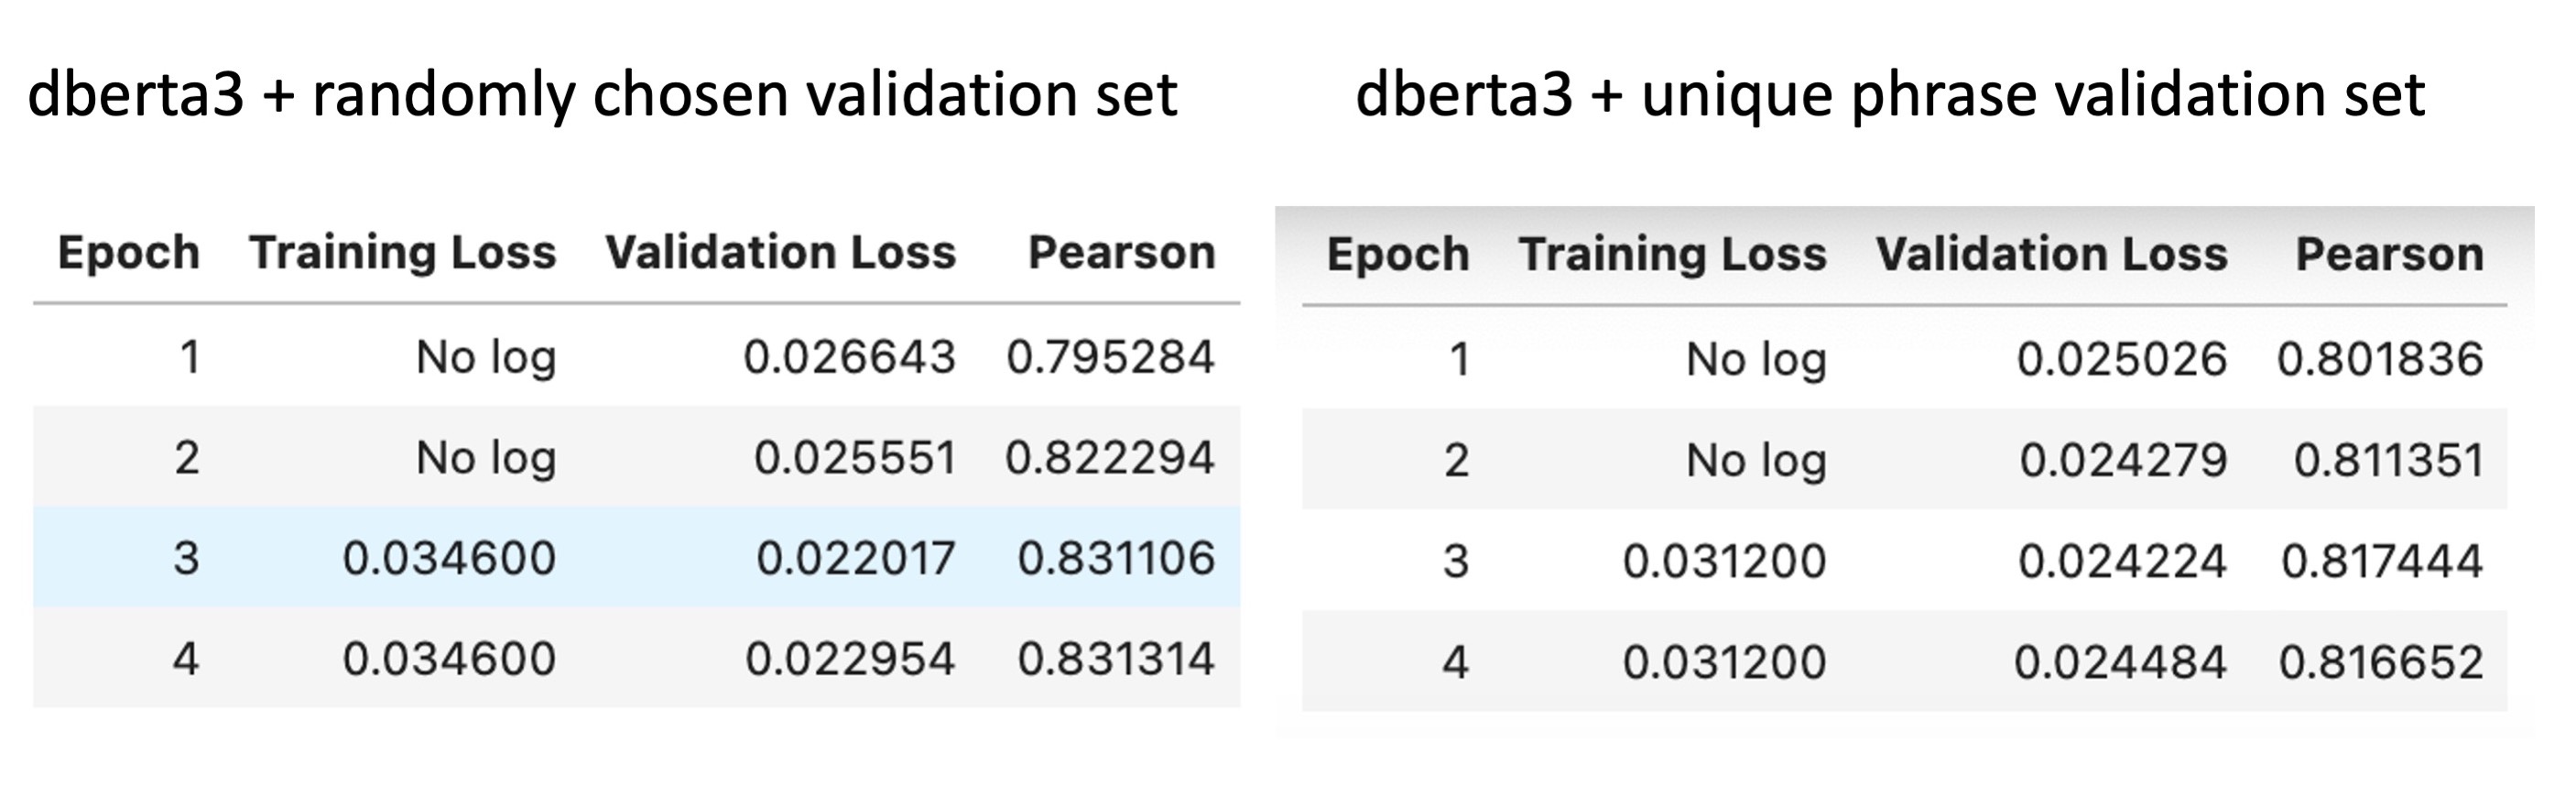 dberta3 + randomly chosen validation set
Epoch Training Loss Validation Loss Pearson
1 No log 0.026643 0.795284
2 No log 0.025551 0.822294
3 0.034600 0.022017 0.831106
4 0.034600 0.022954 0.831314
dberta3 + unique phrase validation set
Epoch Training Loss Validation Loss Pearson
1 No log 0.025026 0.801836
2 No log 0.024279 0.811351
3 0.031200 0.024224 0.817444
4 0.031200 0.024484 0.816652